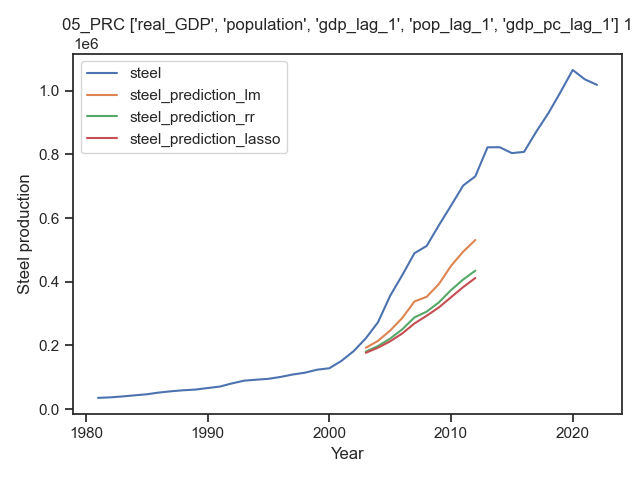 05_PRC ['real_GDP', 'population', 'gdp_lag_1', 'pop_lag_1', 'gdp_pc_lag_1'] 1
1e6
steel
steel_prediction_lm
steel_prediction_rr
steel_prediction_lasso
Steel production
1.0
0.8
0.6
0.4
0.2
0.0
1980 1990 2000 2010 2020
Year